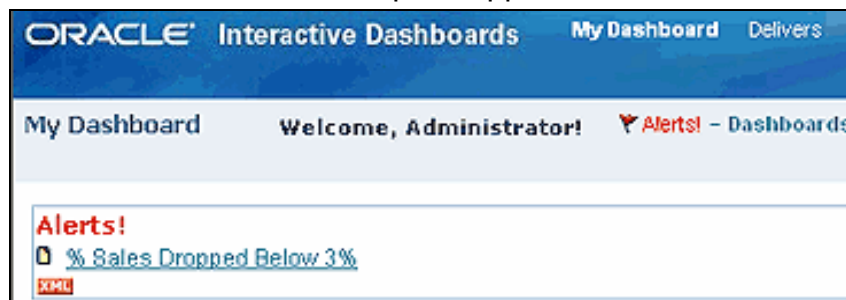 ORACLE Interactive Dashboards My Dashboard Delivers
My Dashboard Welcome, Administrator! Alerts! - Dashboards
Alerts!
% Sales Dropped Below 3%
XML